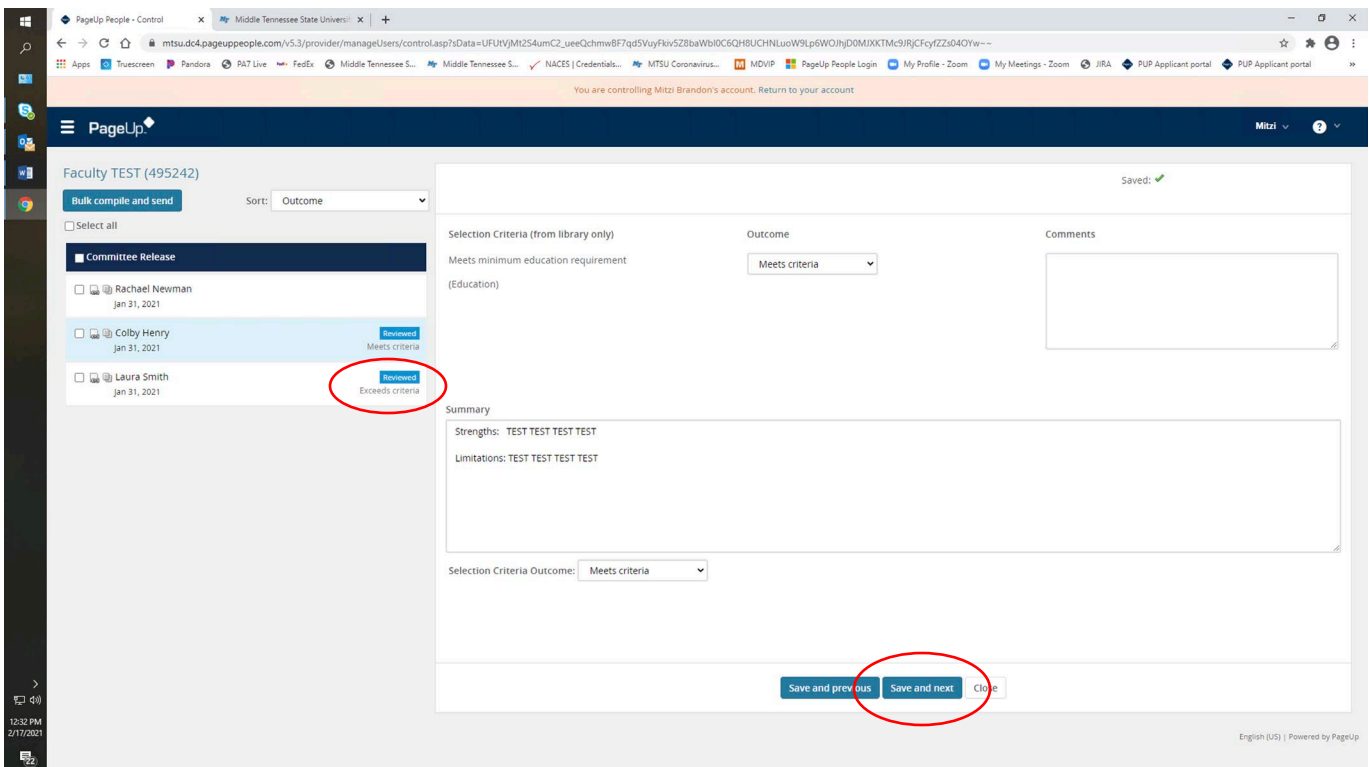 PageUp People - Control
Middle Tennessee State Universit
mtsu.dc4.pageuppeople.com/v5.3/provider/manageUsers/control.asp?sData=
Apps Truescreen Pandora PA7 Live FedEx Middle Tennessee S... Middle Tennessee S... NACES | Credentials... MTSU Coronavirus... MDVIP PageUp People Login My Profile - Zoom My Meetings - Zoom JIRA PUP Applicant portal PUP Applicant portal »
You are controlling Mitzi Brandon's account. Return to your account
PageUp
Mitzi
Faculty TEST (495242)
Saved:
Bulk compile and send
Sort: Outcome
Select all
Selection Criteria (from library only) Outcome Comments
Committee Release
Meets minimum education requirement
Meets criteria
(Education)
Rachael Newman
Jan 31, 2021
Colby Henry Reviewed
Jan 31, 2021 Meets criteria
Laura Smith Reviewed
Jan 31, 2021 Exceeds criteria
Summary
Strengths: TEST TEST TEST TEST
Limitations: TEST TEST TEST TEST
Selection Criteria Outcome: Meets criteria
Save and previous Save and next Close
12:32 PM
2/17/2021
22
English (US) | Powered by PageUp